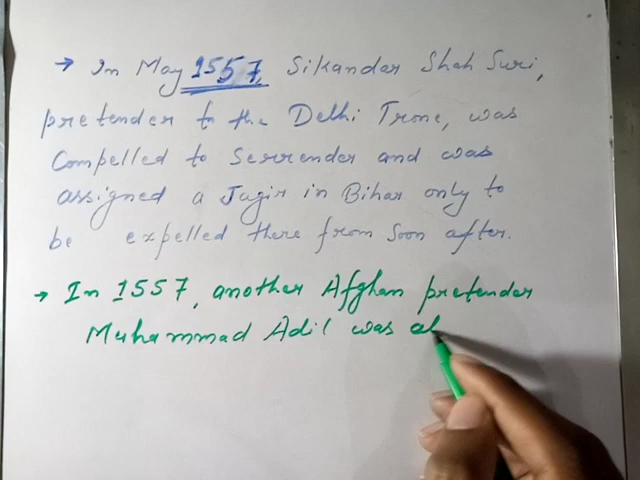 → In May 1557, Sikandar Shah Suri,
pretender to the Delhi Trone, was
Compelled to Serrender and was
assigned a Jagir in Bihar only to
be expelled there from Soon after.
→ In 1557, another Afghan pretender
Muhammad Adil was